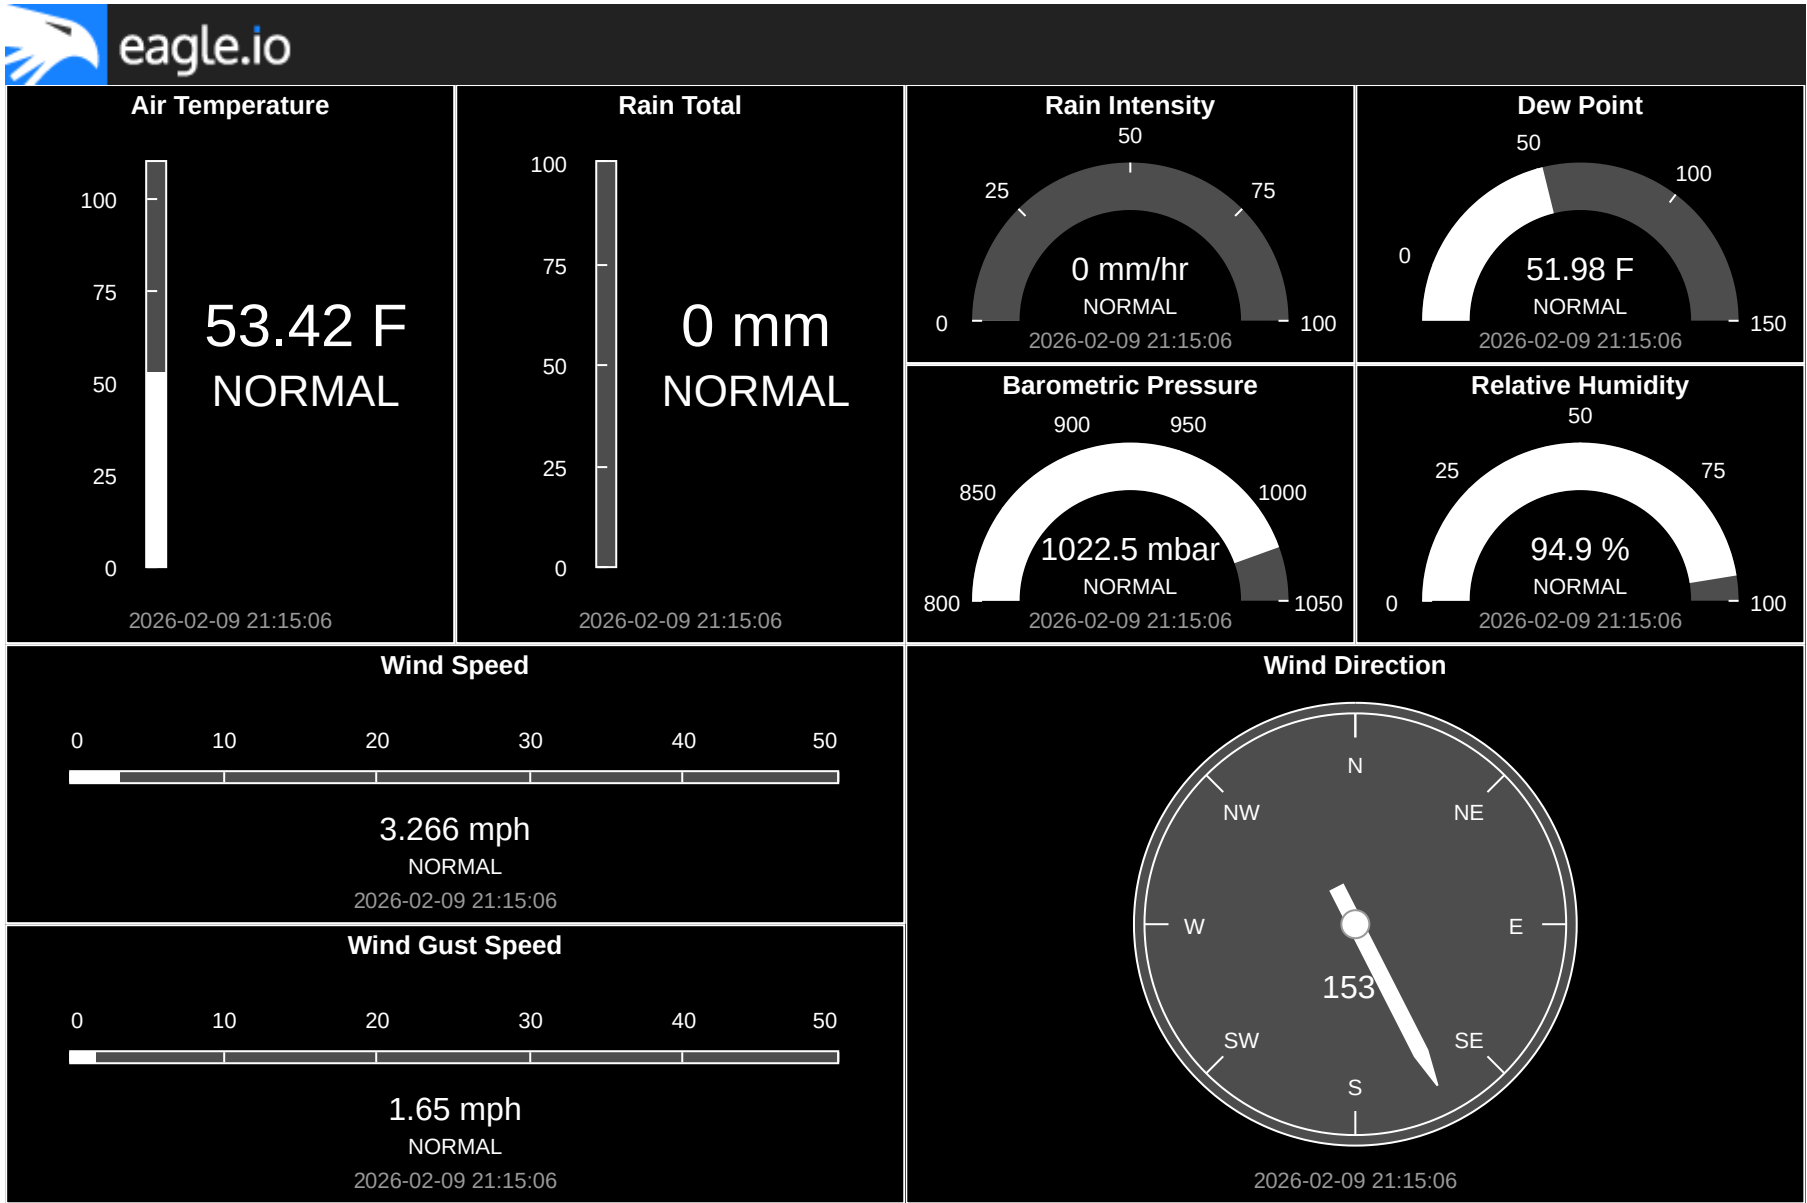 eagle.io
Air Temperature
100
75
50
25
0
53.42 F
NORMAL
2026-02-09 21:15:06
Rain Total
100
75
50
25
0
0 mm
NORMAL
2026-02-09 21:15:06
Rain Intensity
0
25
50
75
100
0 mm/hr
NORMAL
2026-02-09 21:15:06
Dew Point
0
50
100
150
51.98 F
NORMAL
2026-02-09 21:15:06
Barometric Pressure
800
850
900
950
1000
1050
1022.5 mbar
NORMAL
2026-02-09 21:15:06
Relative Humidity
0
25
50
75
100
94.9 %
NORMAL
2026-02-09 21:15:06
Wind Speed
0 10 20 30 40 50
3.266 mph
NORMAL
2026-02-09 21:15:06
Wind Gust Speed
0 10 20 30 40 50
1.65 mph
NORMAL
2026-02-09 21:15:06
Wind Direction
N
NW NE
W E
153
SW SE
S
2026-02-09 21:15:06